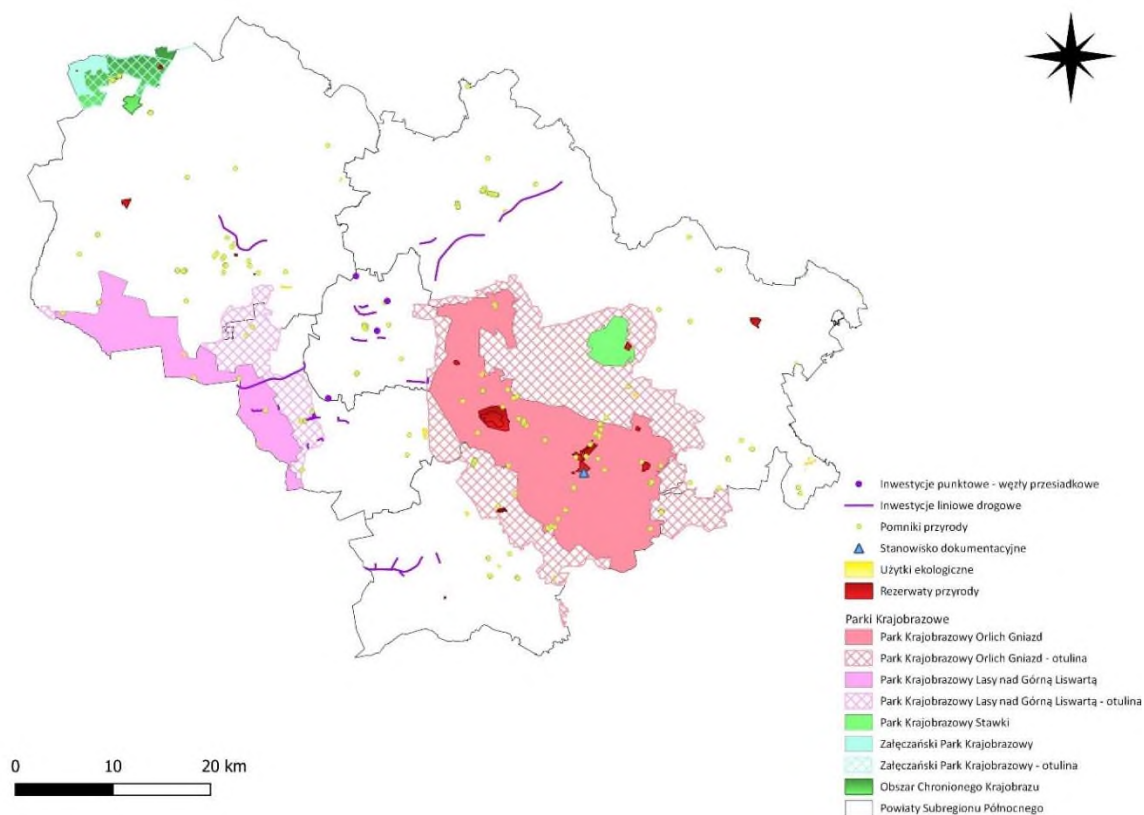 Inwestycje punktowe - węzły przesiadkowe
Inwestycje liniowe drogowe
Pomniki przyrody
Stanowisko dokumentacyjne
Użytki ekologiczne
Rezerwaty przyrody
Parki Krajobrazowe
Park Krajobrazowy Orlich Gniazd
Park Krajobrazowy Orlich Gniazd - otulina
Park Krajobrazowy Lasy nad Górną Liswartą
Park Krajobrazowy Lasy nad Górną Liswartą - otulina
Park Krajobrazowy Stawki
Załęczański Park Krajobrazowy
Załęczański Park Krajobrazowy - otulina
Obszar Chronionego Krajobrazu
Powiaty Subregionu Północnego
0 10 20 km